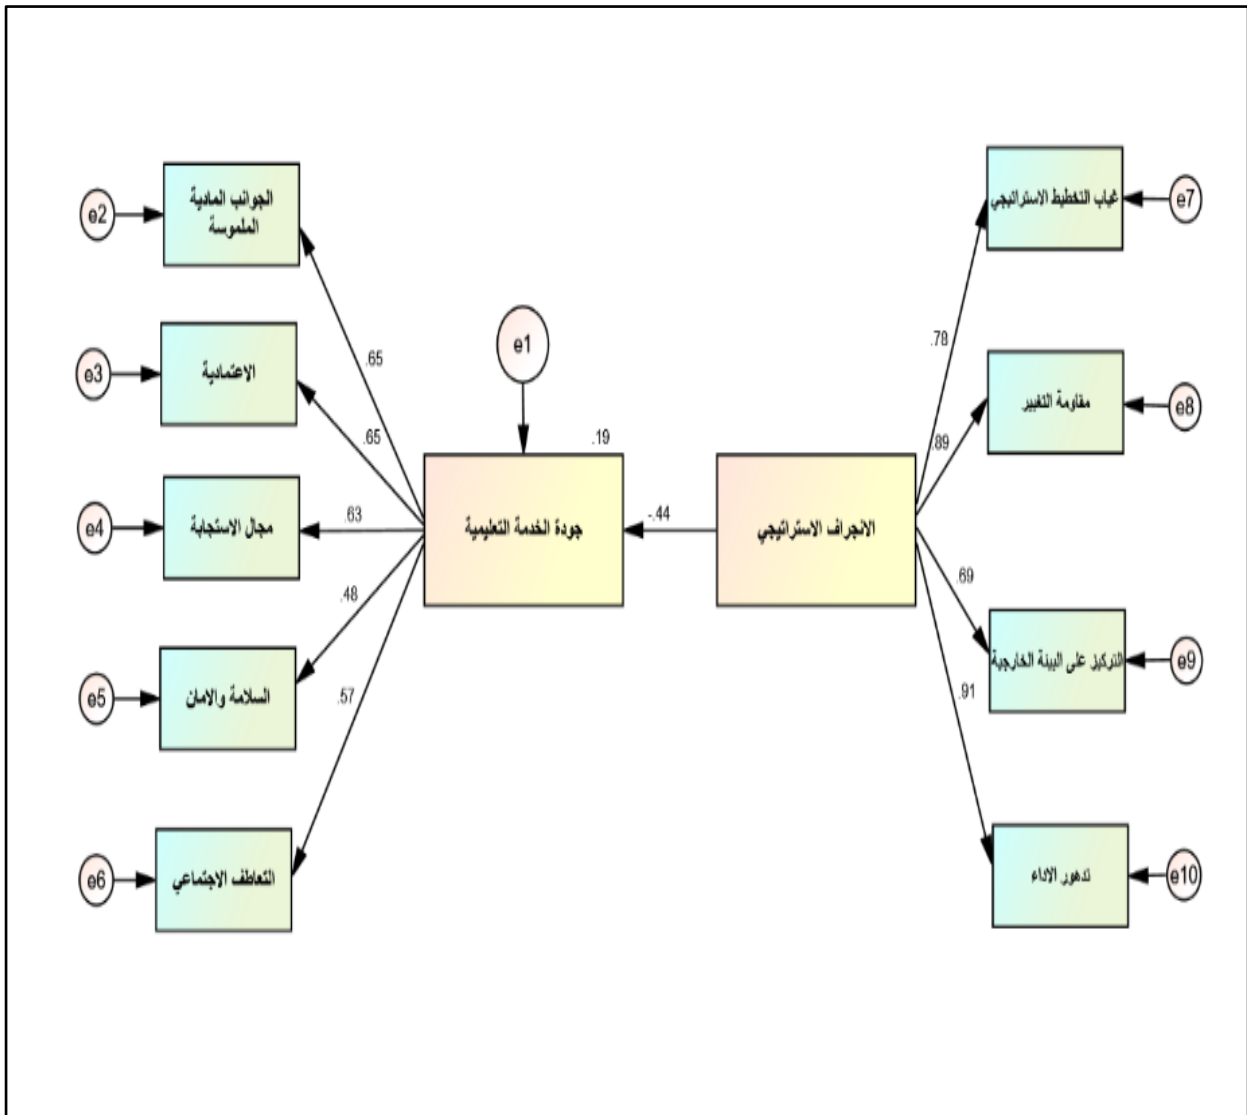 الجوانب المادية
الملموسة
e2
غياب التخطيط الاستراتيجي
e7
الاعتمادية
e3
e1
.65
.78
مقاومة التغيير
e8
.65
.19
.89
مجال الاستجابة
e4
.63
جودة الخدمة التعليمية
-.44
الانجراف الاستراتيجي
.48
.69
السلامة والامان
e5
.57
التركيز على البيئة الخارجية
e9
.91
التعاطف الاجتماعي
e6
تدهور الاداء
e10